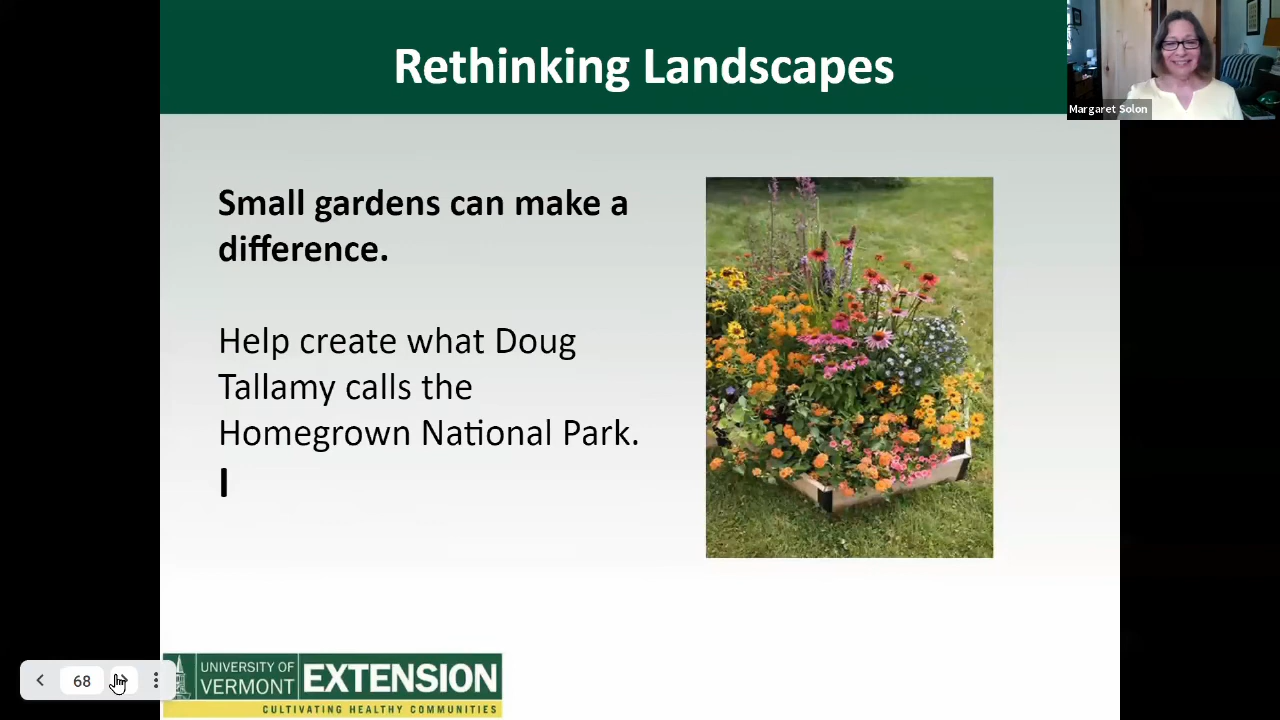 Rethinking Landscapes
Margaret Solon
Small gardens can make a
difference.
Help create what Doug
Tallamy calls the
Homegrown National Park.
I
68
UNIVERSITY OF
VERMONT
EXTENSION
CULTIVATING HEALTHY COMMUNITIES